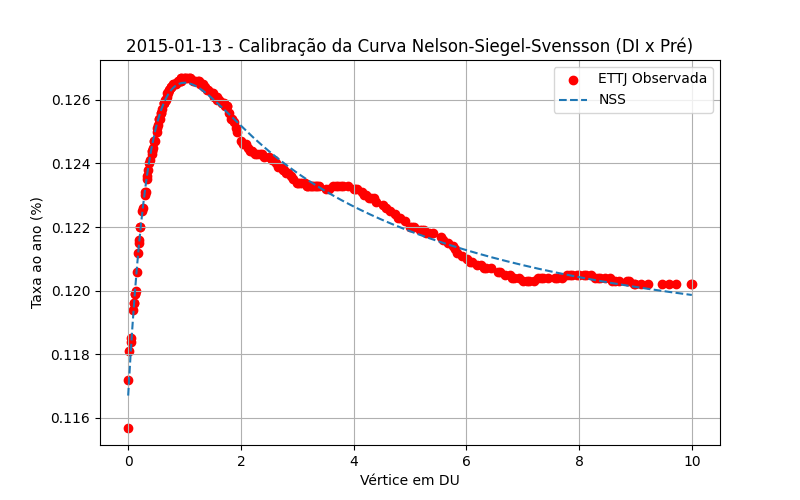 2015-01-13 - Calibração da Curva Nelson-Siegel-Svensson (DI x Pré)
ETTJ Observada
NSS
Taxa ao ano (%)
0.126
0.124
0.122
0.120
0.118
0.116
0
2
4
6
8
10
Vértice em DU